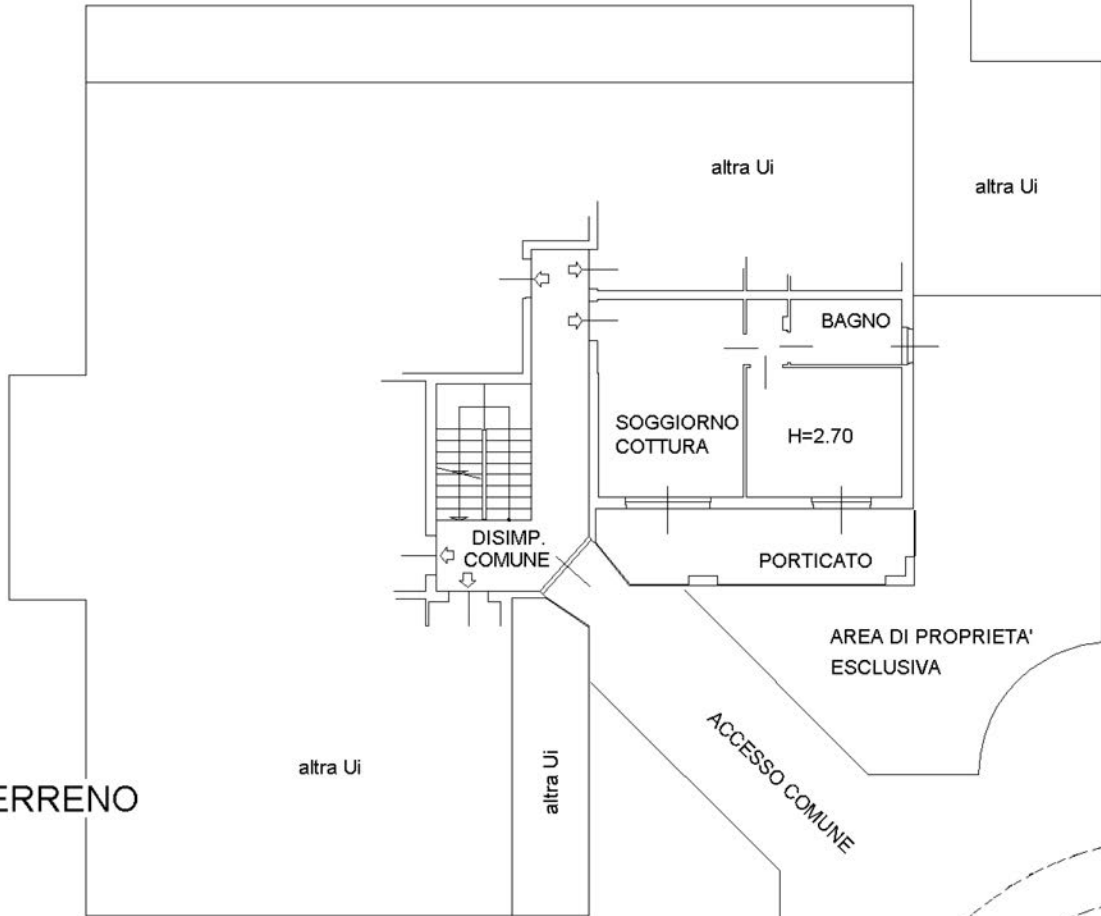 altra Ui
altra Ui
BAGNO
SOGGIORNO
COTTURA
H=2.70
DISIMP.
COMUNE
PORTICATO
AREA DI PROPRIETA'
ESCLUSIVA
ACCESSO COMUNE
altra Ui
altra Ui
ERRENO